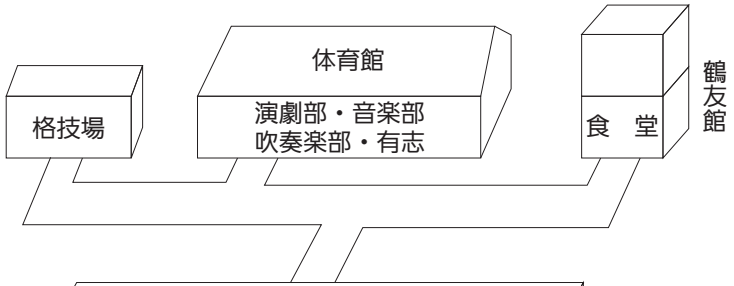 体育館
演劇部・音楽部
吹奏楽部・有志
格技場
食　堂
鶴友館